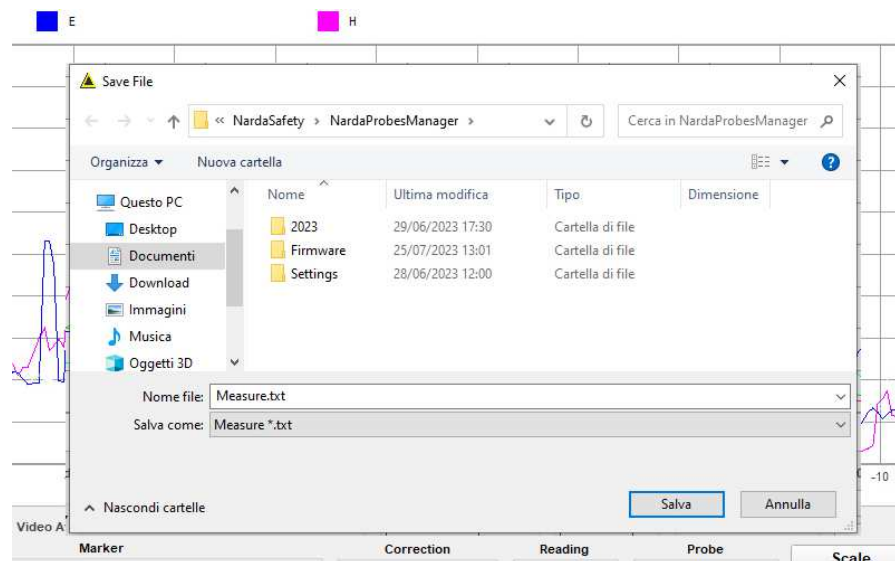 E H
Save File
« NardaSafety › NardaProbesManager › Cerca in NardaProbesManager
Organizza Nuova cartella
Nome Ultima modifica Tipo Dimensione
Questo PC
Desktop
Documenti
Download
Immagini
Musica
Oggetti 3D
2023 29/06/2023 17:30 Cartella di file
Firmware 25/07/2023 13:01 Cartella di file
Settings 28/06/2023 12:00 Cartella di file
Nome file: Measure.txt
Salva come: Measure *.txt
-10
Nascondi cartelle Salva Annulla
Video
Marker Correction Reading Probe Scale